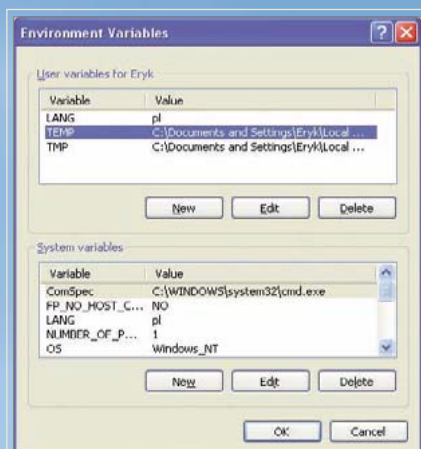 Environment Variables
User variables for Eryk
Variable Value
LANG pl
TEMP C:\Documents and Settings\Eryk\Local ...
TMP C:\Documents and Settings\Eryk\Local ...
New Edit Delete
System variables
Variable Value
ComSpec C:\WINDOWS\system32\cmd.exe
FP_NO_HOST_C... NO
LANG pl
NUMBER_OF_P... 1
OS Windows_NT
New Edit Delete
OK Cancel